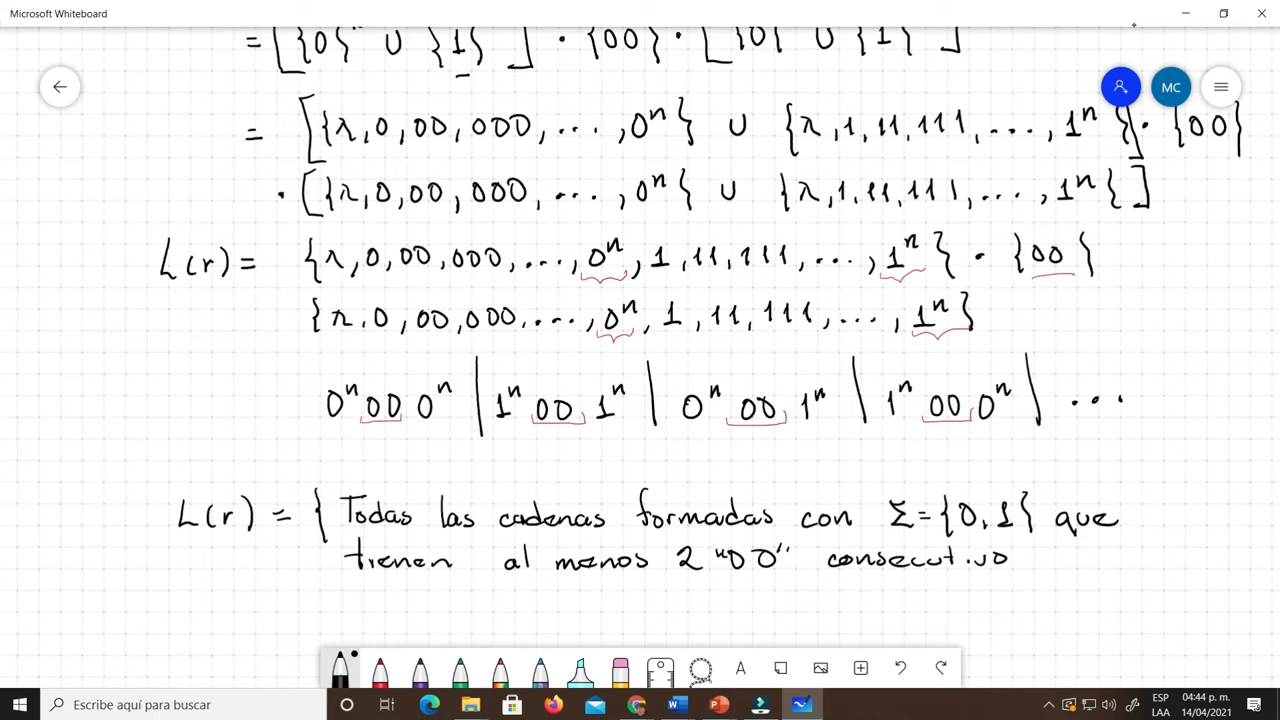 Microsoft Whiteboard
= [{0}* ∪ {1} ] · {00} · [{0} ∪ {1} ]
MC
= [{λ,0,00,000,...,0ⁿ} ∪ {λ,1,11,111,...,1ⁿ}] · {00}
· [{λ,0,00,000,...,0ⁿ} ∪ {λ,1,11,111,...,1ⁿ}]
L(r) = {λ,0,00,000,...,0ⁿ,1,11,111,...,1ⁿ} · {00}
{λ,0,00,000,...,0ⁿ,1,11,111,...,1ⁿ}
0ⁿ 00 0ⁿ | 1ⁿ 00 1ⁿ | 0ⁿ 00 1ⁿ | 1ⁿ 00 0ⁿ | ...
L(r) = { Todas las cadenas formadas con Σ={0,1} que
tienen al menos 2 "00" consecutivo
Escribe aquí para buscar
ESP 04:44 p. m.
LAA 14/04/2021